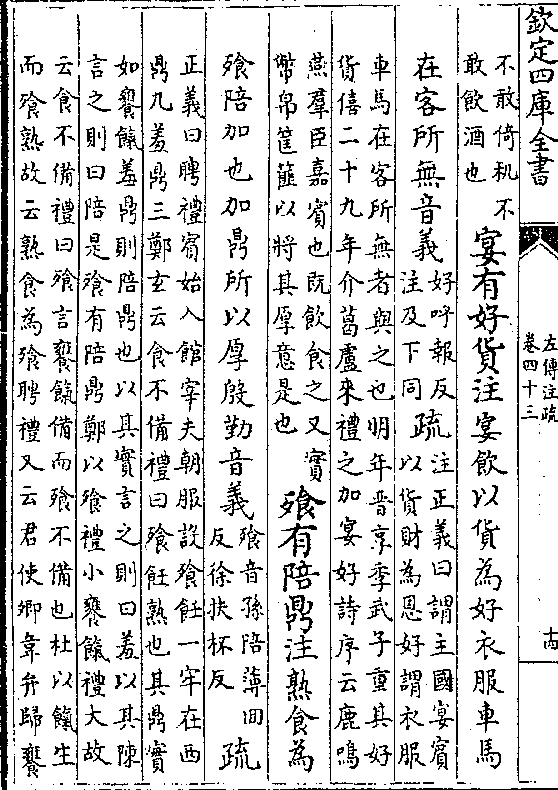 欽定四庫全書
左傳注疏
卷四十三
十四
不敢倚机不
敢飲酒也
宴有好貨注宴飲以貨為好衣服車馬
在客所無音義
好呼報反
注及下同
疏
注正義曰謂主國宴賓
以貨財為恩好謂衣服
車馬在客所無者與之也明年晉享季武子重其好
貨僖二十九年介葛盧來禮之加宴好詩序云鹿鳴
燕羣臣嘉賓也既飲食之又實
幣帛筐篚以將其厚意是也
飱有陪鼎注熟食為
飱陪加也加鼎所以厚殷勤音義
飱音孫陪薄回
反徐扶杯反
疏
正義曰聘禮賓始入館宰夫朝服設飱飪一牢在西
鼎九羞鼎三鄭玄云食不備禮曰飱飪熟也其鼎實
如饔餼羞鼎則陪鼎也以其實言之則曰羞以其陳
言之則曰陪是飱有陪鼎鄭以飱禮小饔餼禮大故
云食不備禮曰飱言饔餼備而飱不備也杜以餼生
而飱熟故云熟食為飱聘禮又云君使卿韋弁歸饔